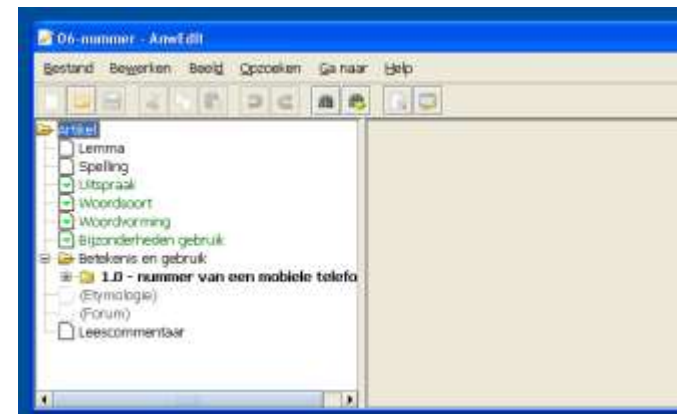 06-nummer - AnwEdit
Bestand Bewerken Beeld Opzoeken Ga naar Help
Artikel
Lemma
Spelling
Uitspraak
Woordsoort
Woordvorming
Bijzonderheden gebruik
Betekenis en gebruik
1.0 - nummer van een mobiele telefo
(Etymologie)
(Forum)
Leescommentaar